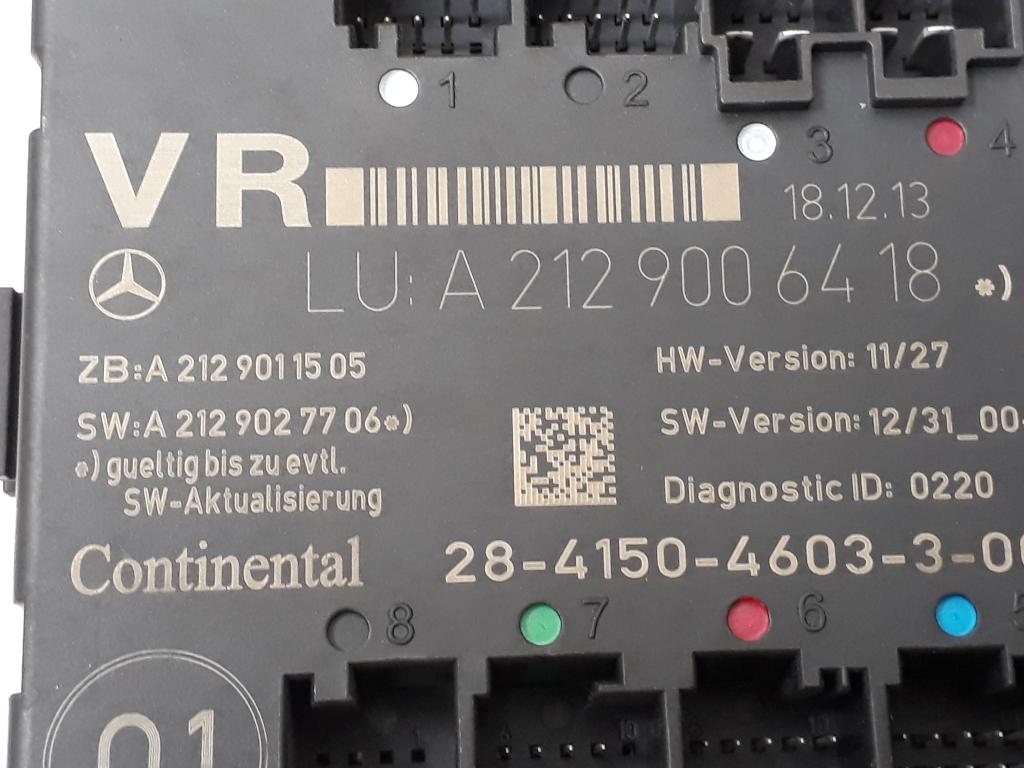 1 2
3 4
VR
18.12.13
LU: A 212 900 64 18 *)
ZB:A 212 901 15 05
HW-Version: 11/27
SW:A 212 902 77 06*)
SW-Version: 12/31_00
*) gueltig bis zu evtl.
SW-Aktualisierung
Diagnostic ID: 0220
Continental 28-4150-4603-3-0
8 7 6 5
01